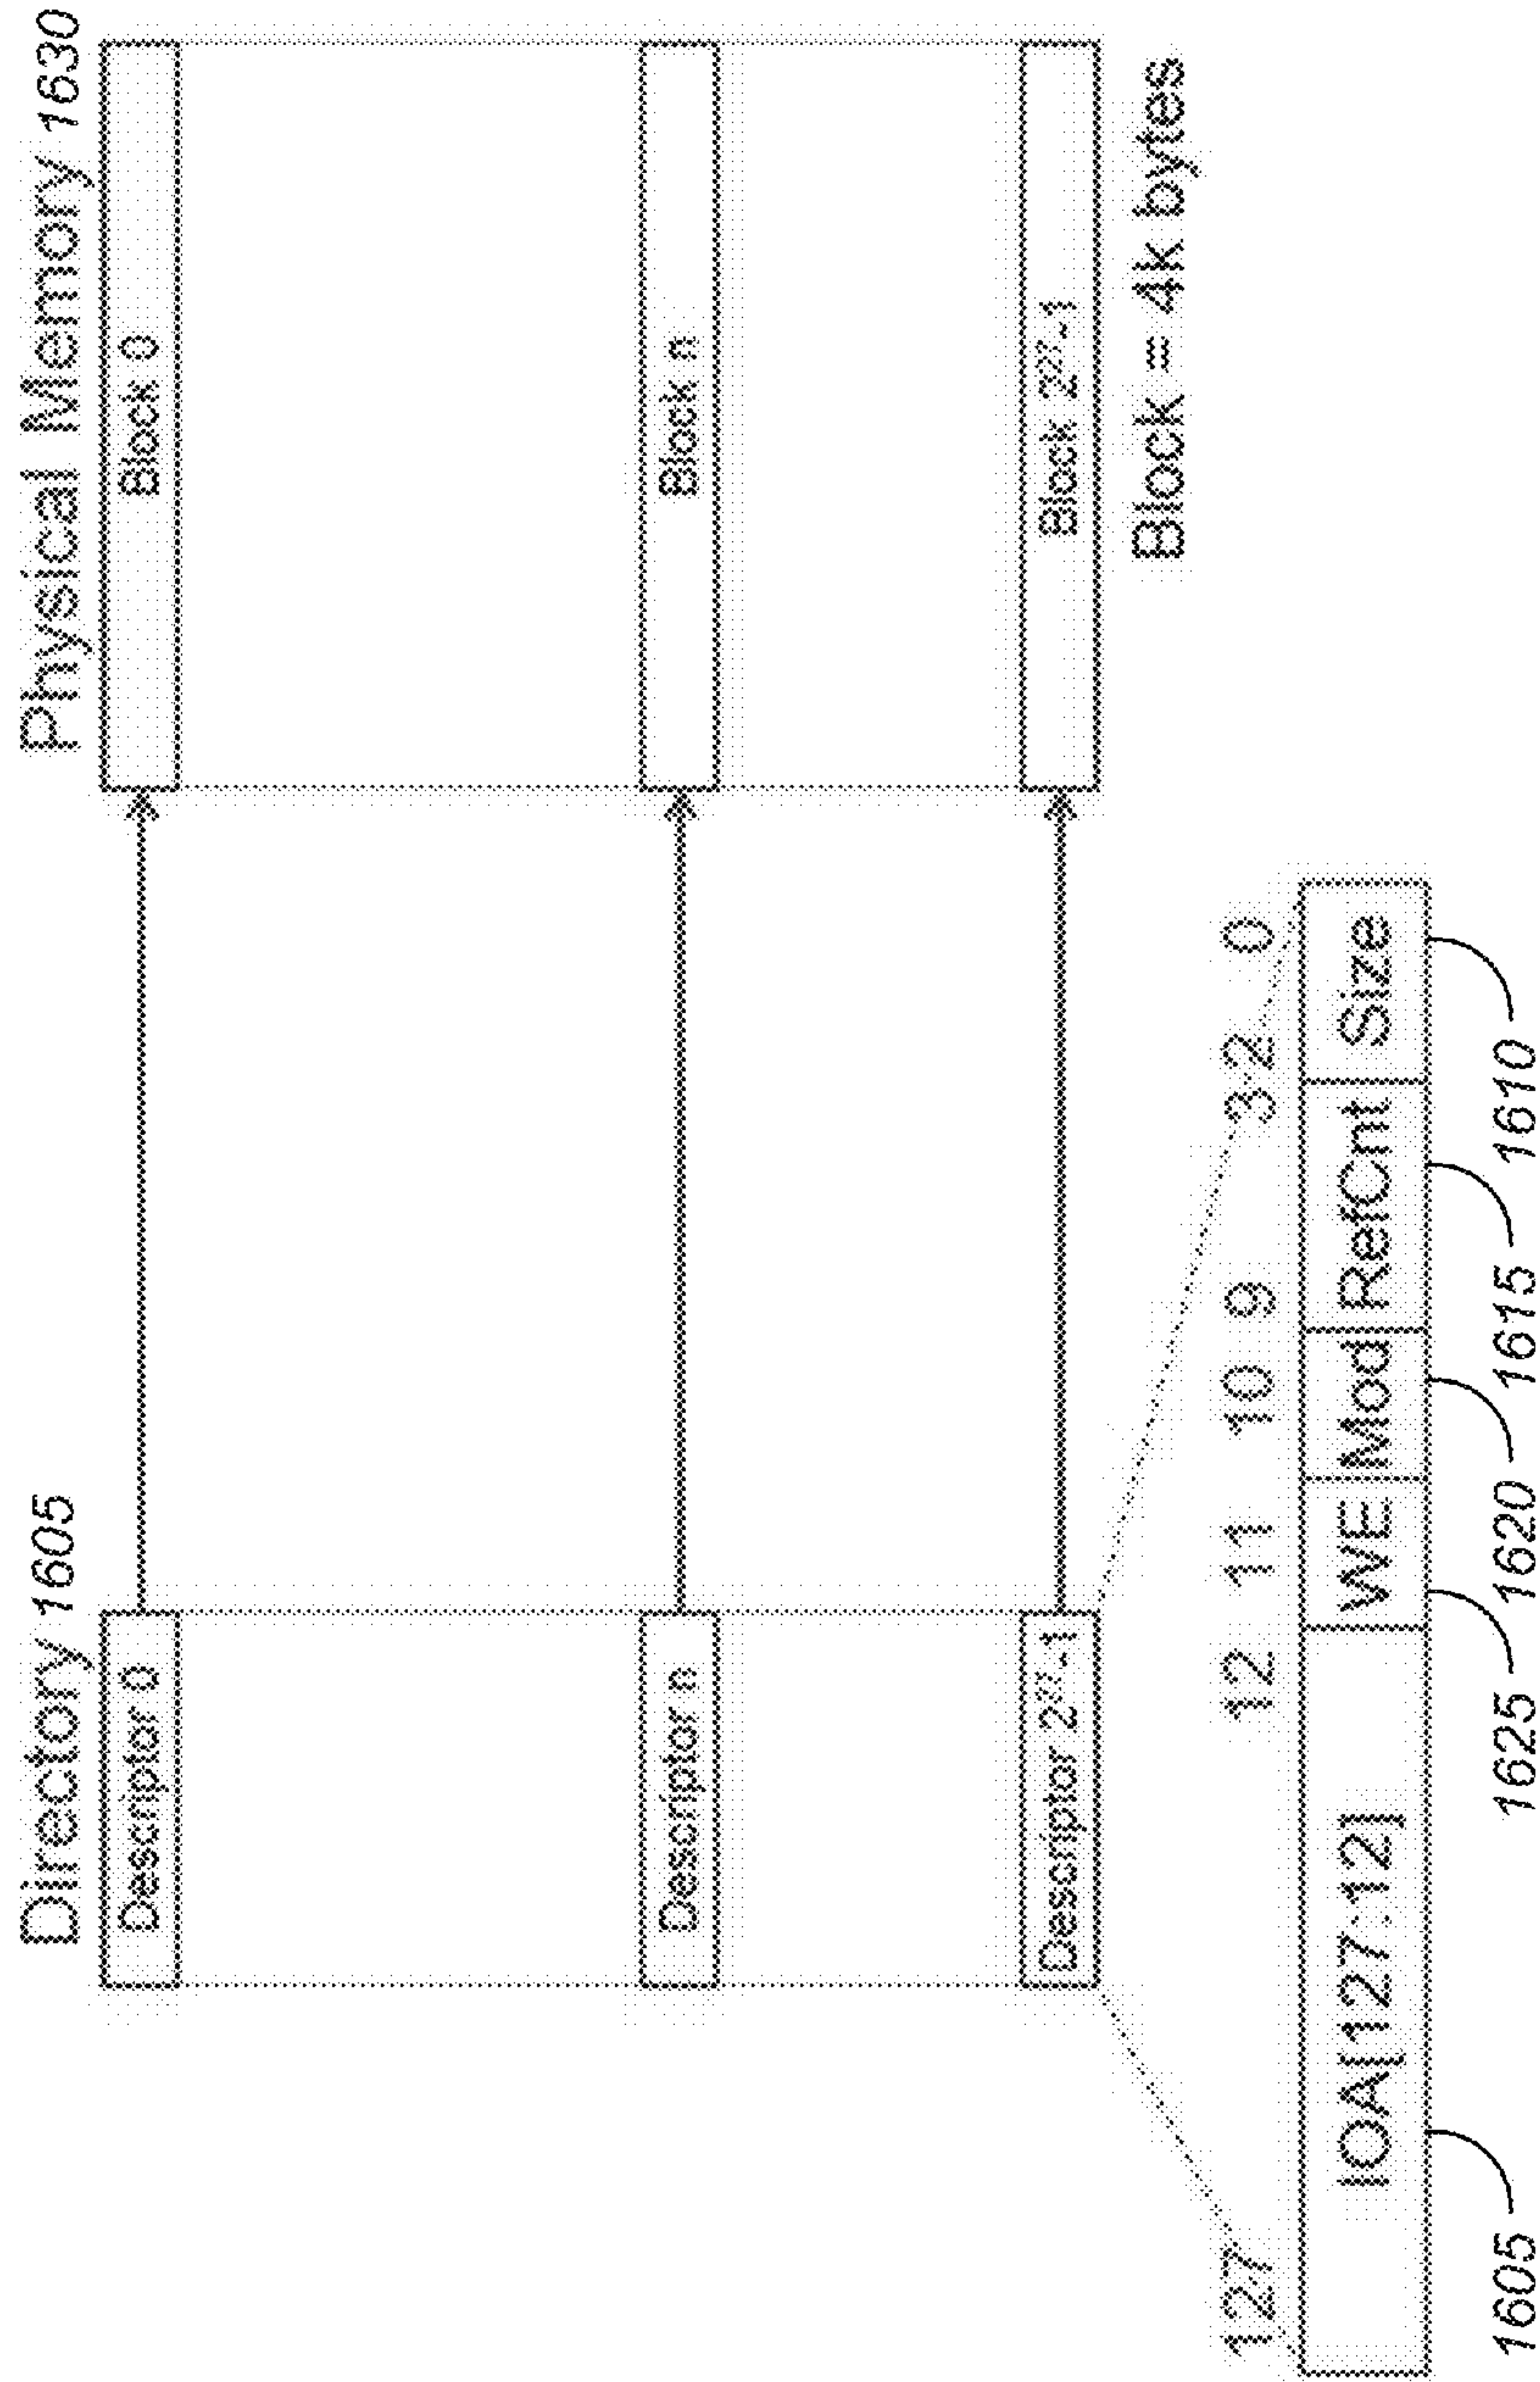 Directory 1605
Physical Memory 1630
Descriptor 0
Block 0
Descriptor n
Block n
Descriptor 2²⁷-1
Block 2²⁷-1
Block = 4k bytes
127 12 11 10 9 3 2 0
IOA[127:12] WE Mod RefCnt Size
1605 1625 1620 1615 1610